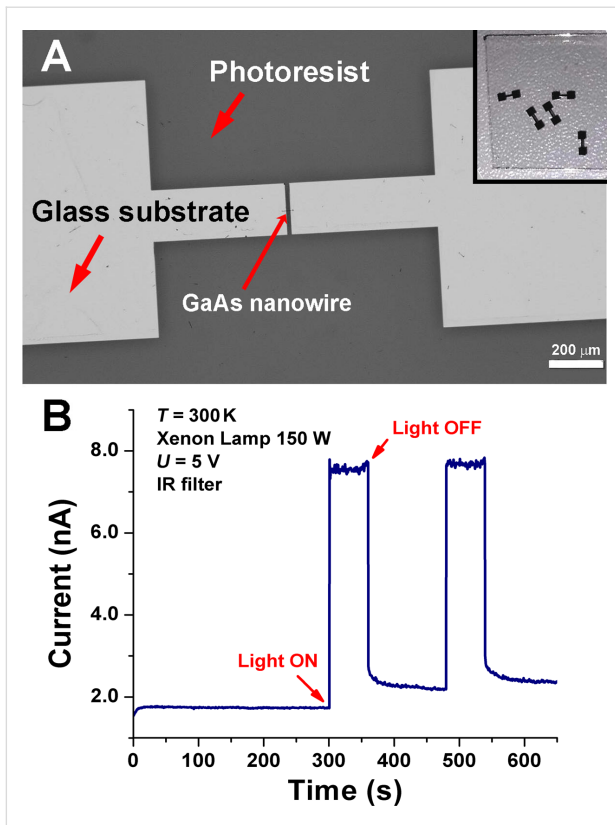 A
Photoresist
Glass substrate
GaAs nanowire
200 μm
B
T = 300 K
Xenon Lamp 150 W
U = 5 V
IR filter
Light OFF
Light ON
8.0
6.0
4.0
2.0
Current (nA)
0 100 200 300 400 500 600
Time (s)